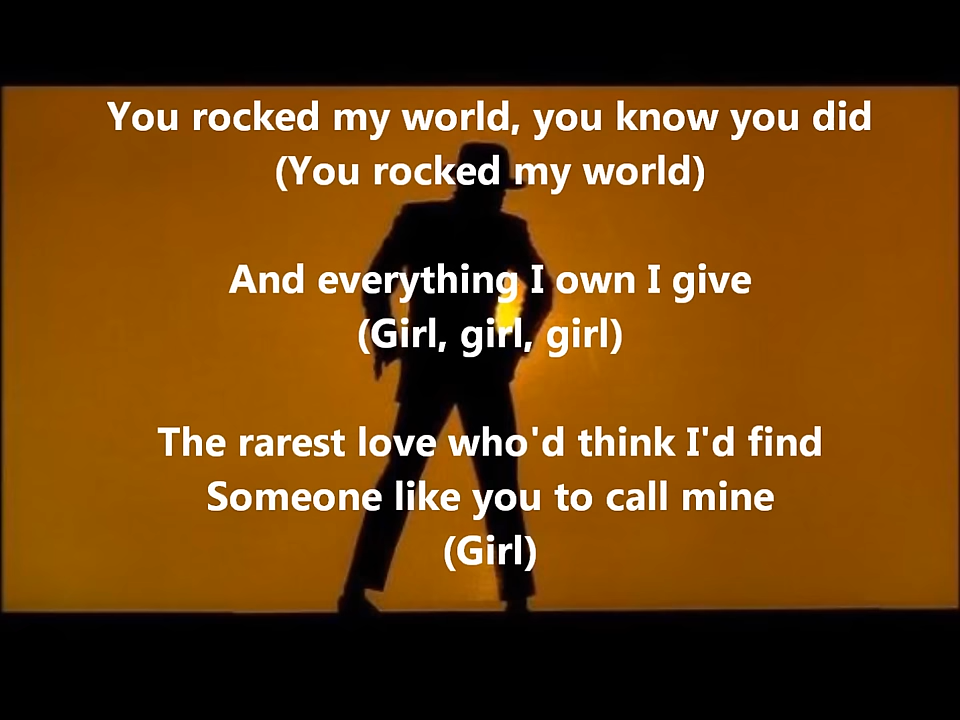 You rocked my world, you know you did
(You rocked my world)
And everything I own I give
(Girl, girl, girl)
The rarest love who'd think I'd find
Someone like you to call mine
(Girl)